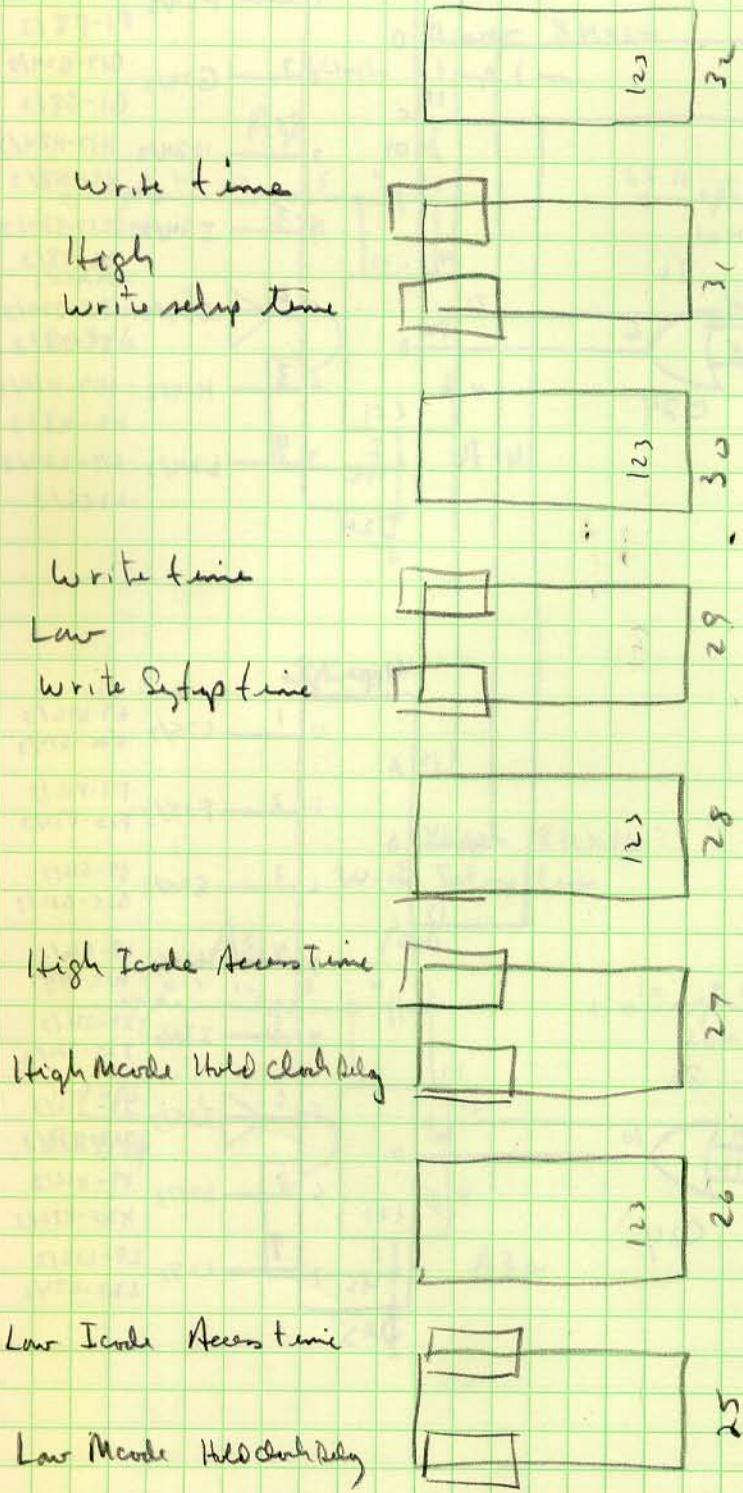 123 32
Write time
High
31
Write setup time
123 30
Write time
Low
29
Write Sytup time
123 28
High Icode Access Time
27
High Mcode Hold clock Delay
123 26
Low Icode Access time
25
Low Mcode Hold clock Delay